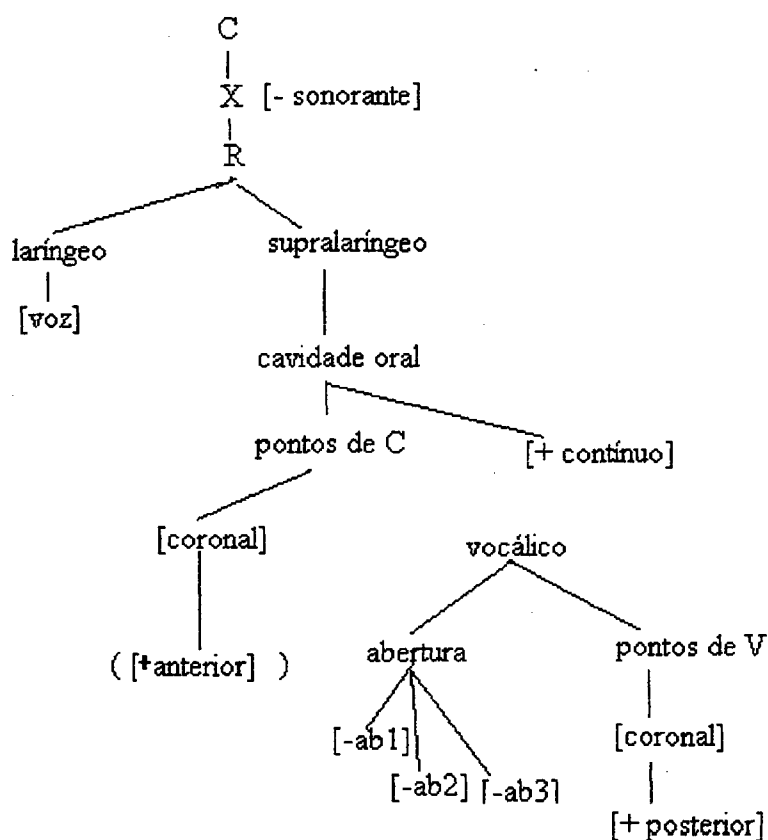 C
X [- sonorante]
R
laríngeo supralaríngeo
[voz]
cavidade oral
pontos de C [+ contínuo]
[coronal] vocálico
([+anterior]) abertura pontos de V
[-ab1] [coronal]
[-ab2] [-ab3]
[+ posterior]